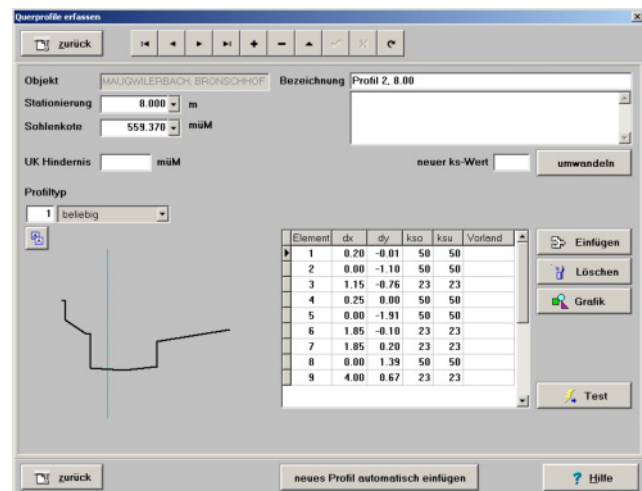 Querprofile erfassen
zurück
Objekt MAUGWILERBACH, BRONSCHHOF Bezeichnung Profil 2, 8.00
Stationierung 8.000 m
Sohlenkote 559.370 müM
UK Hindernis müM neuer ks-Wert umwandeln
Profiltyp
1 beliebig
Element dx dy kso ksu Vorland
1 0.20 -0.01 50 50
2 0.00 -1.10 50 50
3 1.15 -0.76 23 23
4 0.25 0.00 50 50
5 0.00 -1.91 50 50
6 1.85 -0.10 23 23
7 1.85 0.20 23 23
8 0.00 1.39 50 50
9 4.00 0.67 23 23
Einfügen
Löschen
Grafik
Test
zurück neues Profil automatisch einfügen ? Hilfe